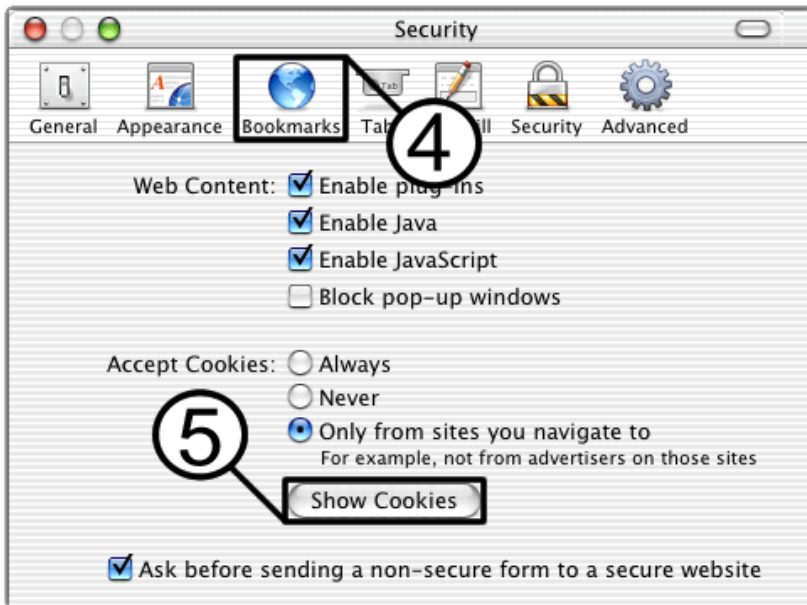 Security
General Appearance Bookmarks Tab ill Security Advanced
4
Web Content: Enable plug-ins
Enable Java
Enable JavaScript
Block pop-up windows
Accept Cookies: Always
Never
5
Only from sites you navigate to
For example, not from advertisers on those sites
Show Cookies
Ask before sending a non-secure form to a secure website